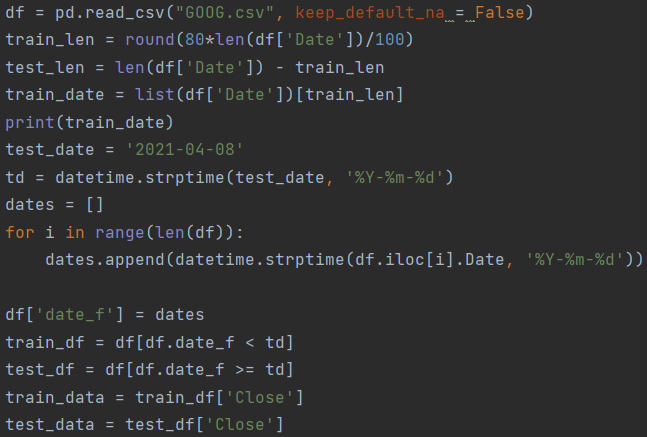 df = pd.read_csv("GOOG.csv", keep_default_na = False)
train_len = round(80*len(df['Date'])/100)
test_len = len(df['Date']) - train_len
train_date = list(df['Date'])[train_len]
print(train_date)
test_date = '2021-04-08'
td = datetime.strptime(test_date, '%Y-%m-%d')
dates = []
for i in range(len(df)):
    dates.append(datetime.strptime(df.iloc[i].Date, '%Y-%m-%d'))
df['date_f'] = dates
train_df = df[df.date_f < td]
test_df = df[df.date_f >= td]
train_data = train_df['Close']
test_data = test_df['Close']